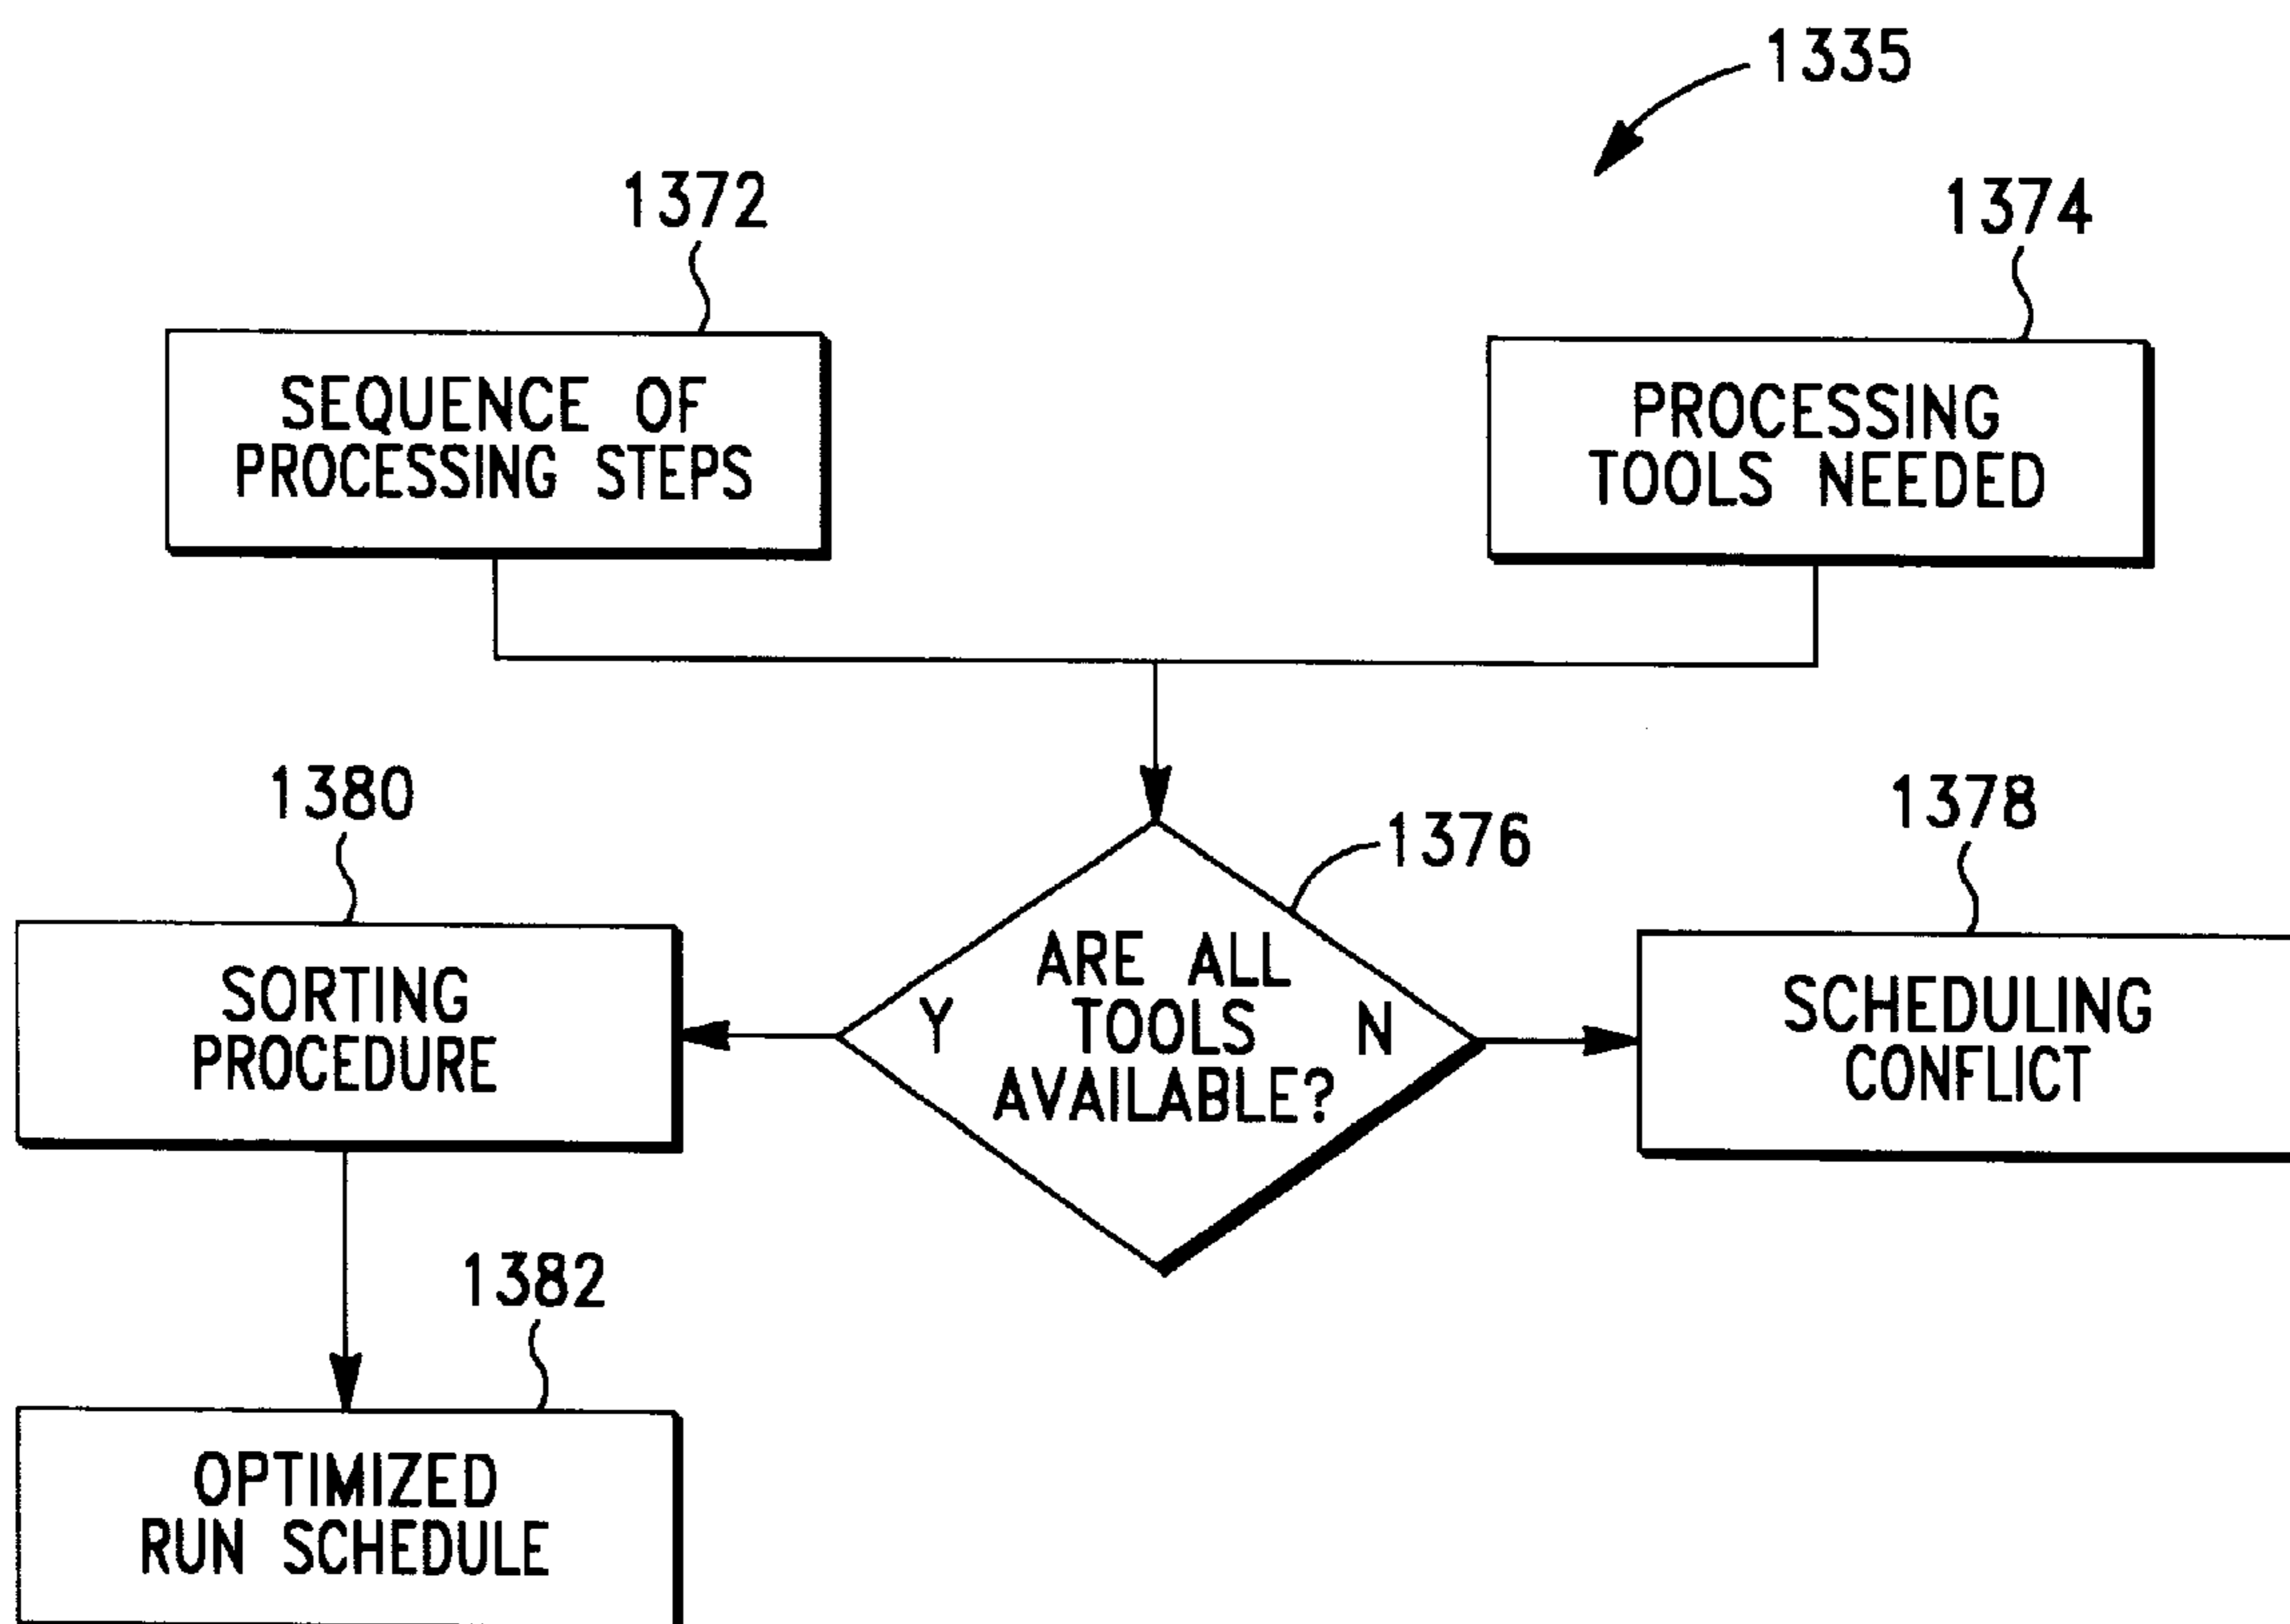 1335
1372
1374
SEQUENCE OF
PROCESSING STEPS
PROCESSING
TOOLS NEEDED
1380
1376
1378
SORTING
PROCEDURE
Y
ARE ALL
TOOLS
AVAILABLE?
N
SCHEDULING
CONFLICT
1382
OPTIMIZED
RUN SCHEDULE